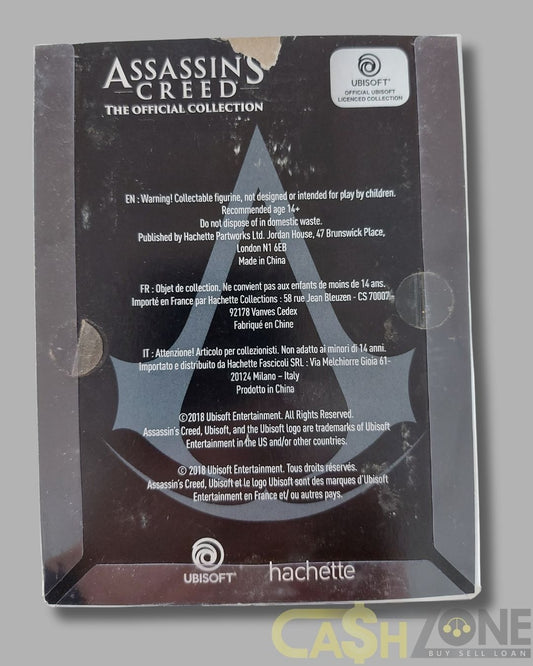 ASSASSIN'S
CREED
THE OFFICIAL COLLECTION
UBISOFT
OFFICIAL UBISOFT
LICENCED COLLECTION
EN : Warning! Collectable figurine, not designed or intended for play by children.
Recommended age 14+
Do not dispose of in domestic waste.
Published by Hachette Partworks Ltd. Jordan House, 47 Brunswick Place,
London N1 6EB
Made in China
FR : Objet de collection. Ne convient pas aux enfants de moins de 14 ans.
Importé en France par Hachette Collections : 58 rue Jean Bleuzen - CS 70007-
92178 Vanves Cedex
Fabriqué en Chine
IT : Attenzione! Articolo per collezionisti. Non adatto ai minori di 14 anni.
Importato e distribuito da Hachette Fascicoli SRL : Via Melchiorre Gioia 61-
20124 Milano – Italy
Prodotto in China
©2018 Ubisoft Entertainment. All Rights Reserved.
Assassin's Creed, Ubisoft, and the Ubisoft logo are trademarks of Ubisoft
Entertainment in the US and/or other countries.
© 2018 Ubisoft Entertainment. Tous droits réservés.
Assassin's Creed, Ubisoft et le logo Ubisoft sont des marques d'Ubisoft
Entertainment en France et/ ou autres pays.
UBISOFT
hachette
CA$HZONE
BUY SELL LOAN